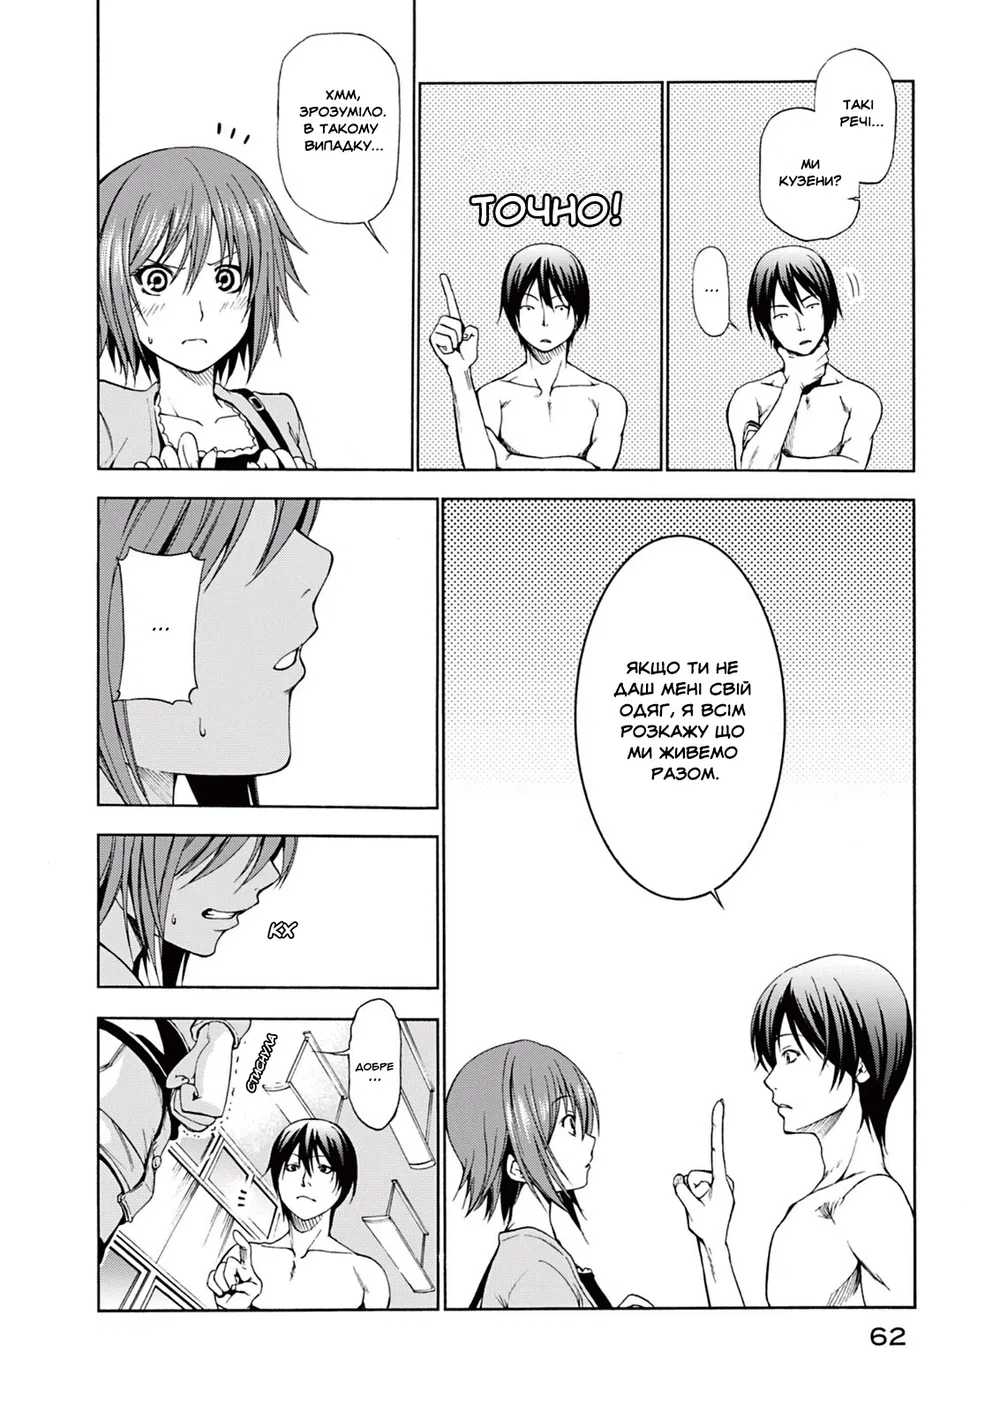 ТАКІ
РЕЧІ...
МИ
КУЗЕНИ?
...
ТОЧНО!
ХММ,
ЗРОЗУМІЛО.
В ТАКОМУ
ВИПАДКУ...
ЯКЩО ТИ НЕ
ДАШ МЕНІ СВІЙ
ОДЯГ, Я ВСІМ
РОЗКАЖУ ЩО
МИ ЖИВЕМО
РАЗОМ.
...
КХ
ДОБРЕ
...
СТИСНУЛА
62